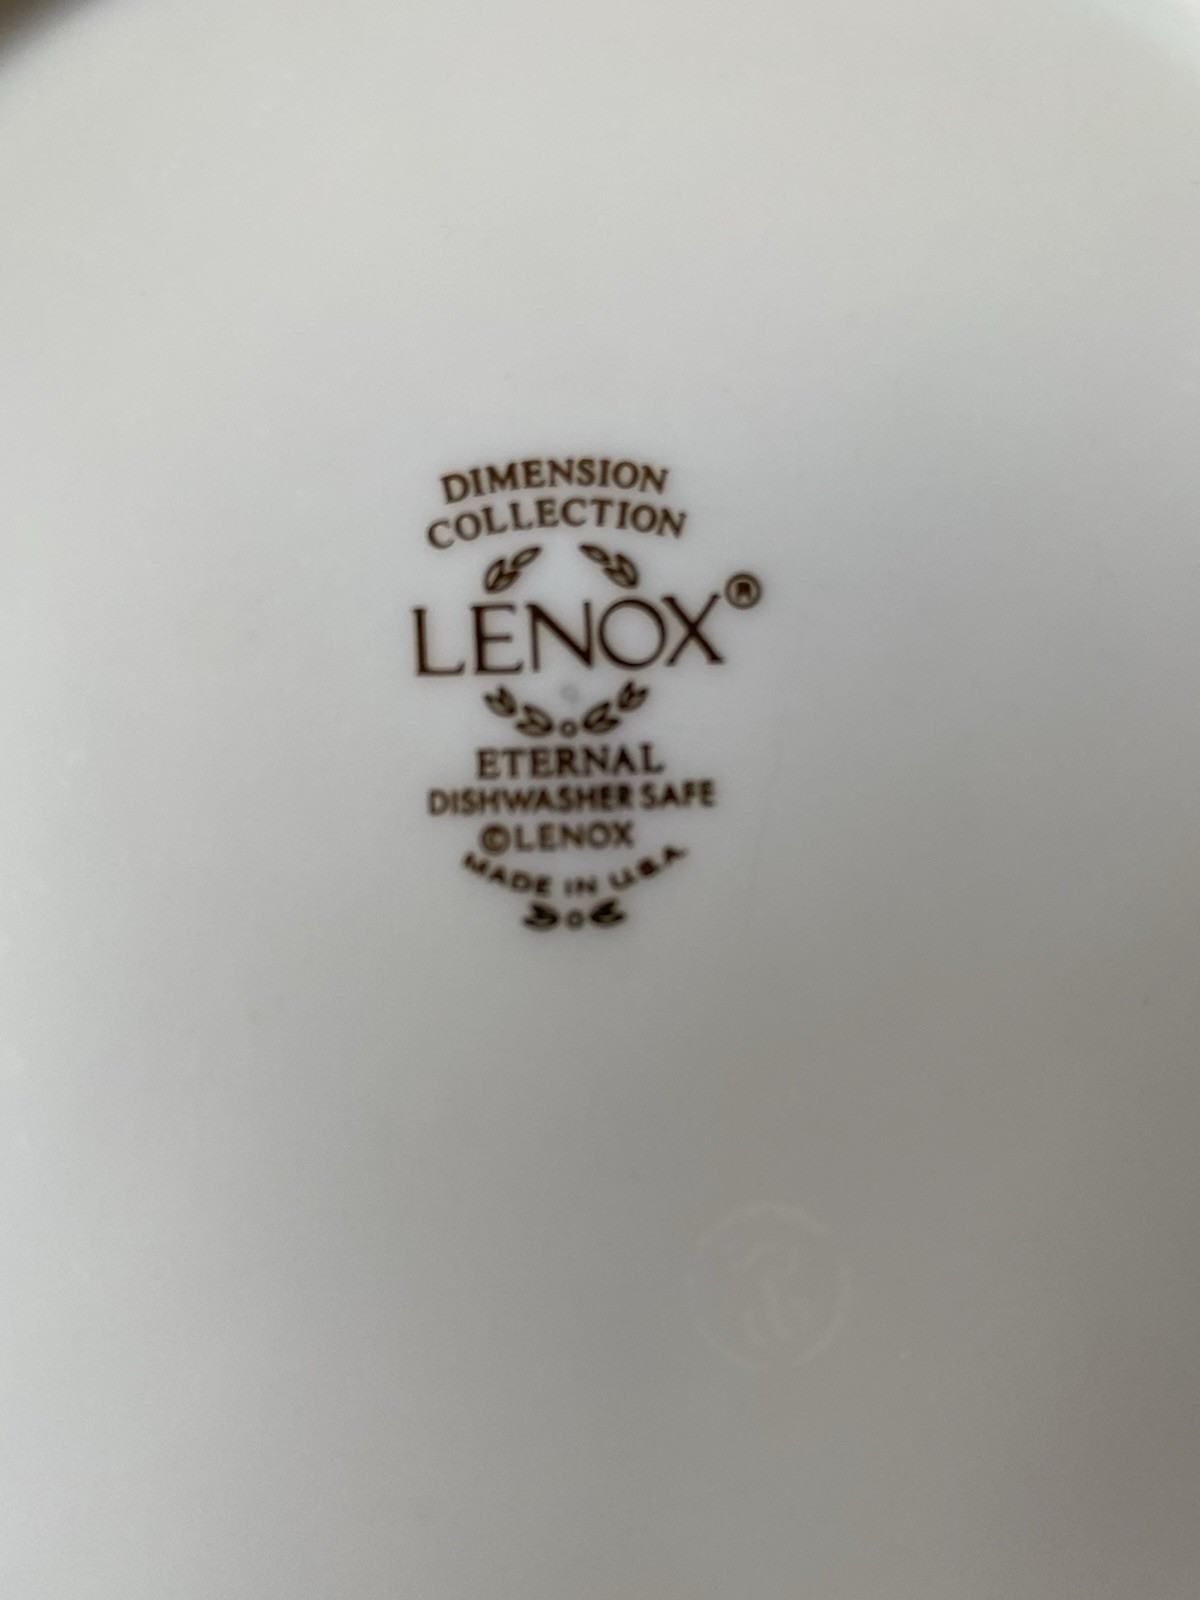 DIMENSION
COLLECTION
LENOX®
ETERNAL
DISHWASHER SAFE
©LENOX
MADE IN U.S.A.